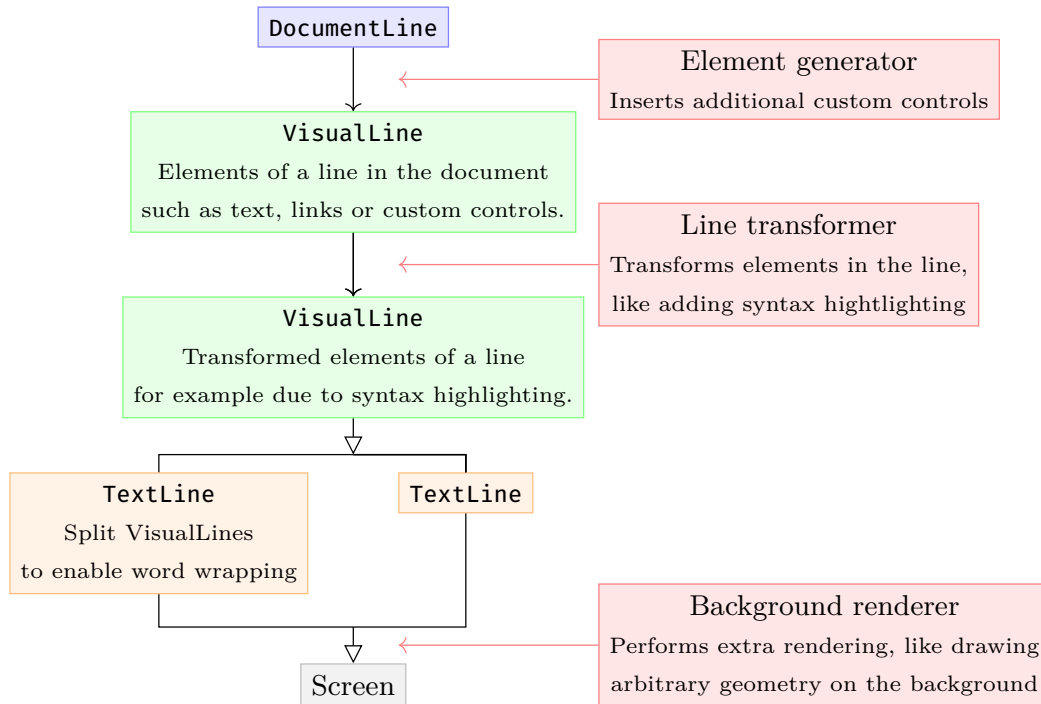 DocumentLine
Element generator
Inserts additional custom controls
VisualLine
Elements of a line in the document
such as text, links or custom controls.
Line transformer
Transforms elements in the line,
like adding syntax hightlighting
VisualLine
Transformed elements of a line
for example due to syntax highlighting.
TextLine
Split VisualLines
to enable word wrapping
TextLine
Background renderer
Performs extra rendering, like drawing
arbitrary geometry on the background
Screen